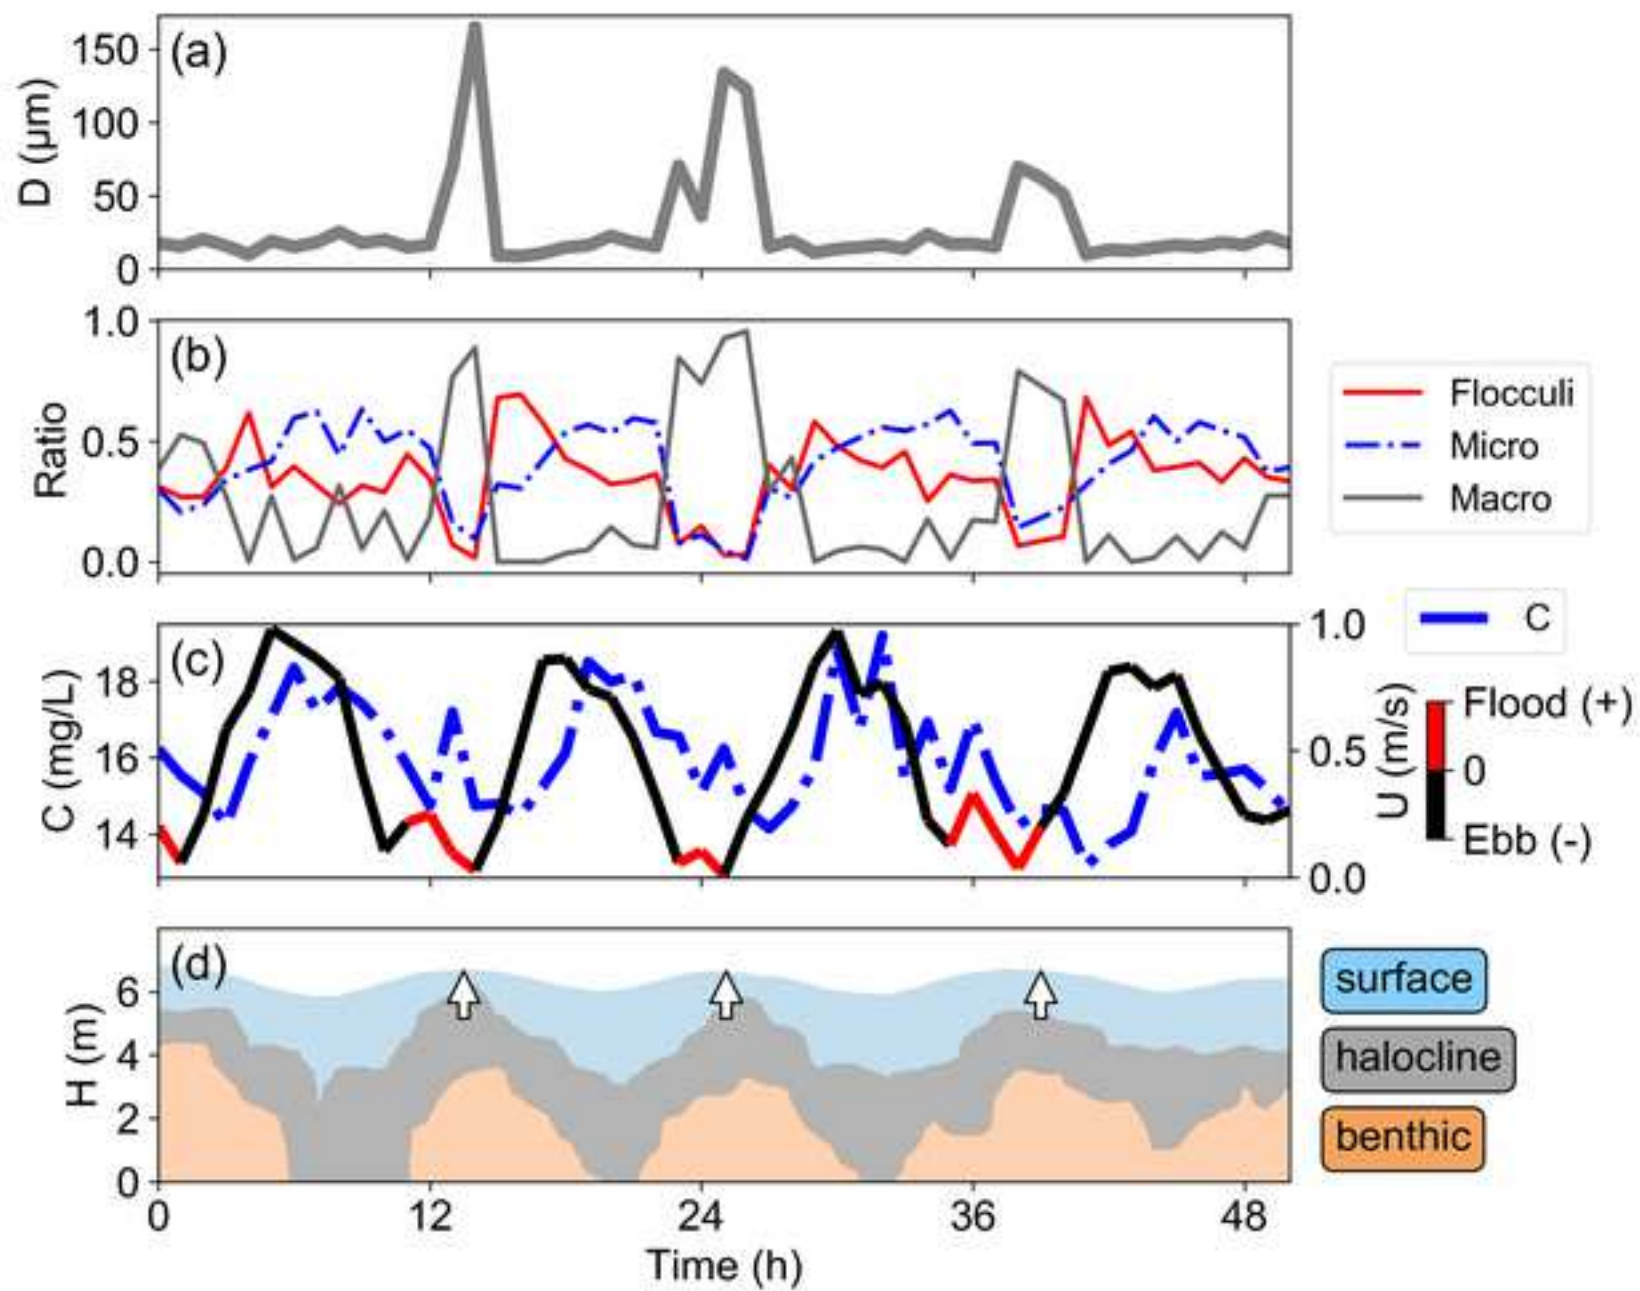 (a)
D (μm)
150
100
50
0
(b)
Ratio
1.0
0.5
0.0
Flocculi
Micro
Macro
(c)
C (mg/L)
18
16
14
1.0
0.5
0.0
U (m/s)
C
Flood (+)
0
Ebb (-)
(d)
H (m)
6
4
2
0
surface
halocline
benthic
0 12 24 36 48
Time (h)